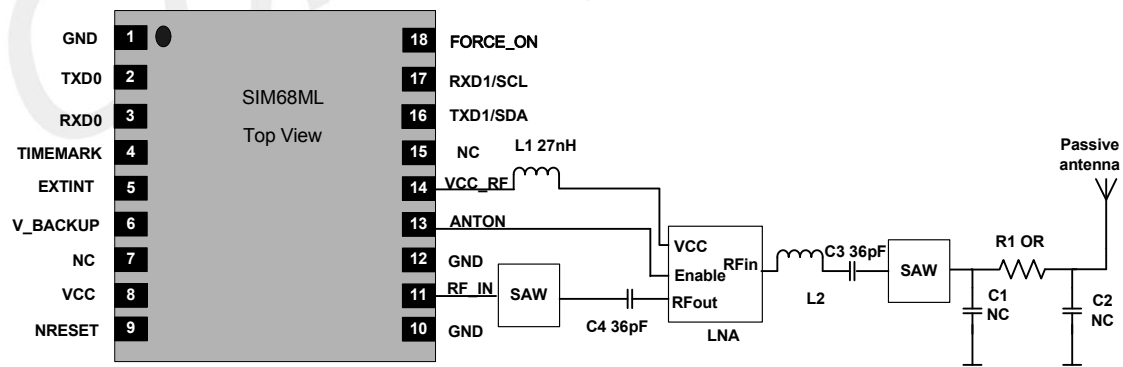 GND 1
TXD0 2
RXD0 3
TIMEMARK 4
EXTINT 5
V_BACKUP 6
NC 7
VCC 8
NRESET 9
SIM68ML
Top View
18 FORCE_ON
17 RXD1/SCL
16 TXD1/SDA
15 NC
14 VCC_RF
13 ANTON
12 GND
11 RF_IN
10 GND
L1 27nH
SAW
C4 36pF
VCC
Enable
RFin
RFout
LNA
L2
C3 36pF
SAW
R1 0R
C1
NC
C2
NC
Passive
antenna